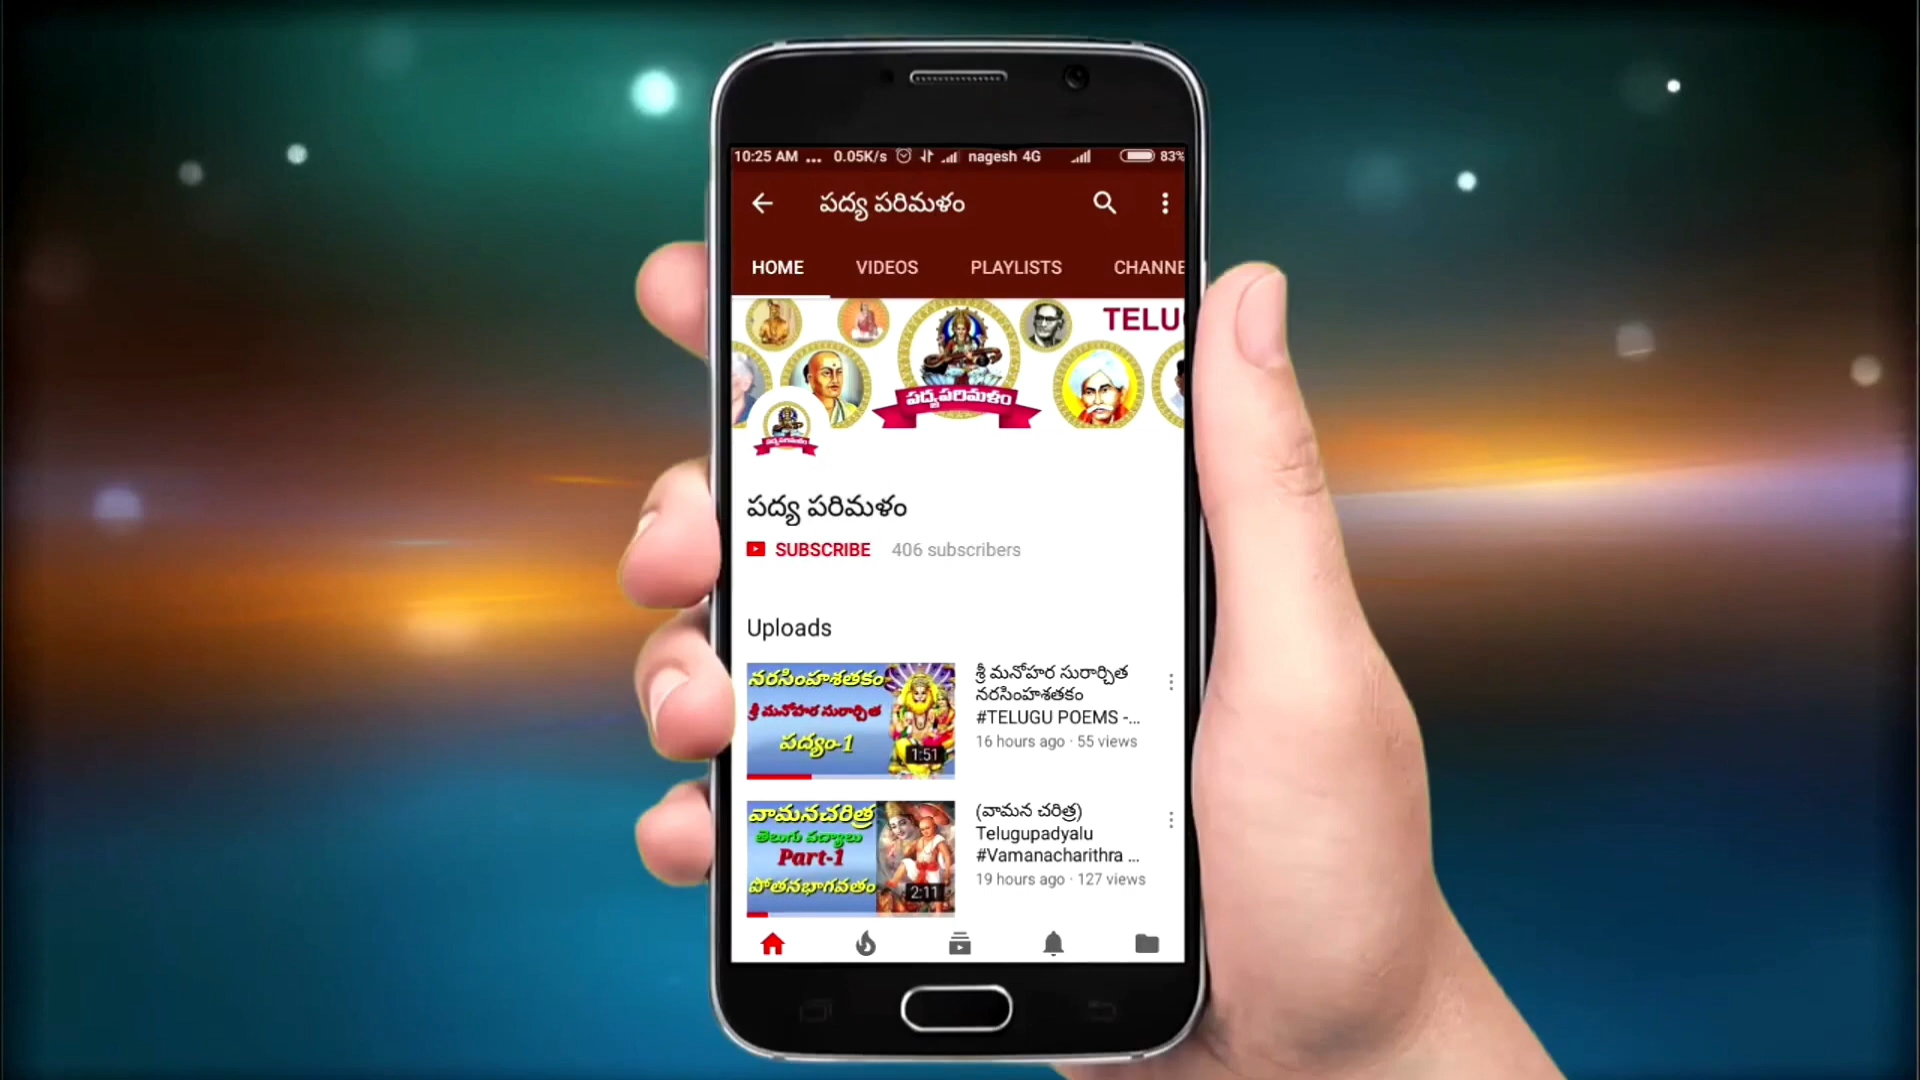 10:25 AM ... 0.05K/s nagesh 4G 83%
పద్య పరిమళం
HOME VIDEOS PLAYLISTS CHANNE
TELU
పద్యపరిమళం
పద్యపరిమళం
పద్య పరిమళం
SUBSCRIBE 406 subscribers
Uploads
నరసింహశతకం
శ్రీ మనోహర సురార్చిత
పద్యం-1
1:51
శ్రీ మనోహర సురార్చిత
నరసింహశతకం
#TELUGU POEMS -...
16 hours ago · 55 views
వామనచరిత్ర
తెలుగు పద్యాలు
Part-1
పోతనభాగవతం
2:11
(వామన చరిత్ర)
Telugupadyalu
#Vamanacharithra ...
19 hours ago · 127 views